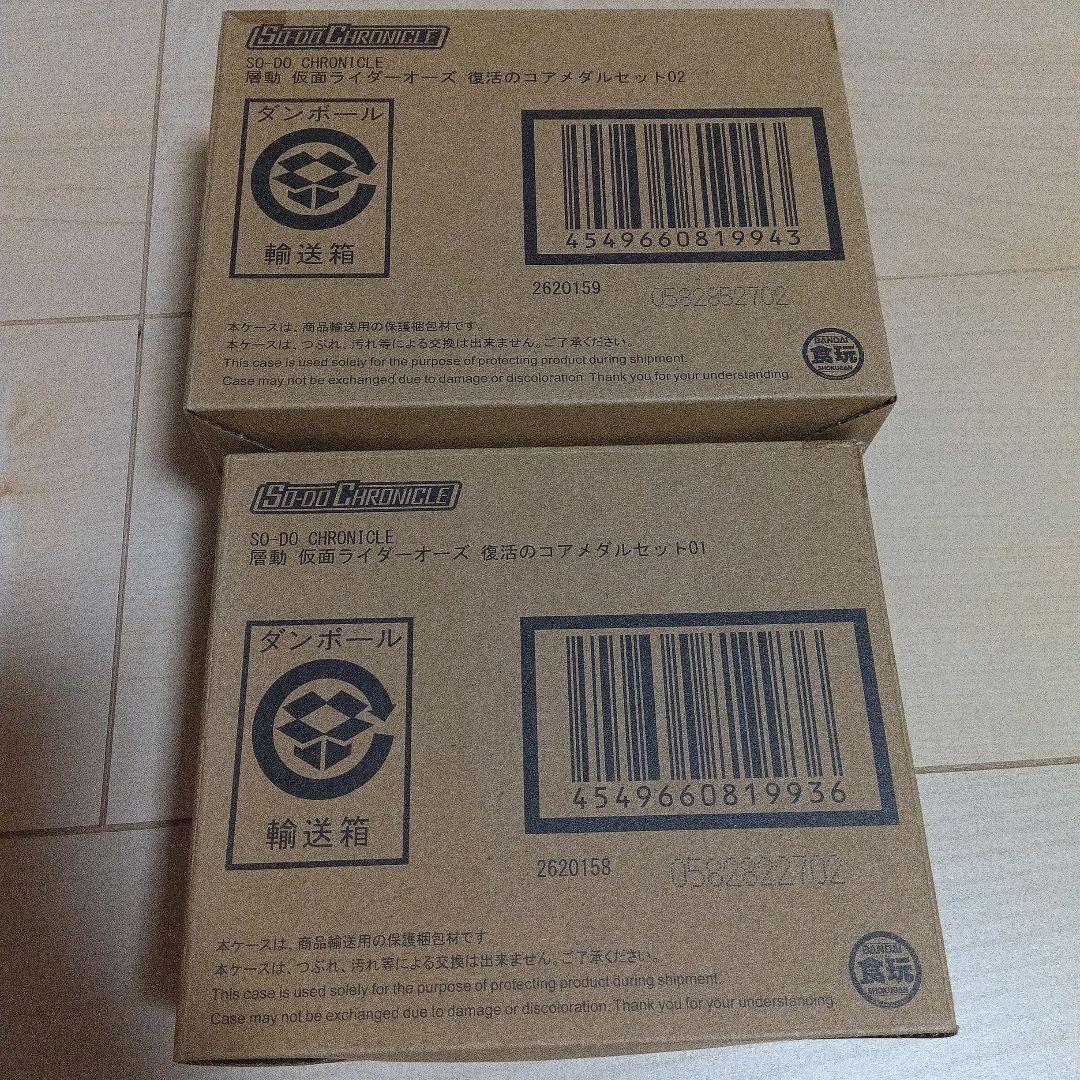 SO-DO CHRONICLE
SO-DO CHRONICLE
層動 仮面ライダーオーズ 復活のコアメダルセット02
ダンボール
輸送箱
4549660819943
2620159
0582852702
本ケースは、商品輸送用の保護梱包材です。
本ケースは、つぶれ、汚れ等による交換は出来ません。ご了承ください。
This case is used solely for the purpose of protecting product during shipment.
Case may not be exchanged due to damage or discoloration. Thank you for your understanding.
BANDAI
食玩
SHOKUGAN
SO-DO CHRONICLE
SO-DO CHRONICLE
層動 仮面ライダーオーズ 復活のコアメダルセット01
ダンボール
輸送箱
4549660819936
2620158
0582822702
本ケースは、商品輸送用の保護梱包材です。
本ケースは、つぶれ、汚れ等による交換は出来ません。ご了承ください。
This case is used solely for the purpose of protecting product during shipment.
Case may not be exchanged due to damage or discoloration. Thank you for your understanding.
BANDAI
食玩
SHOKUGAN